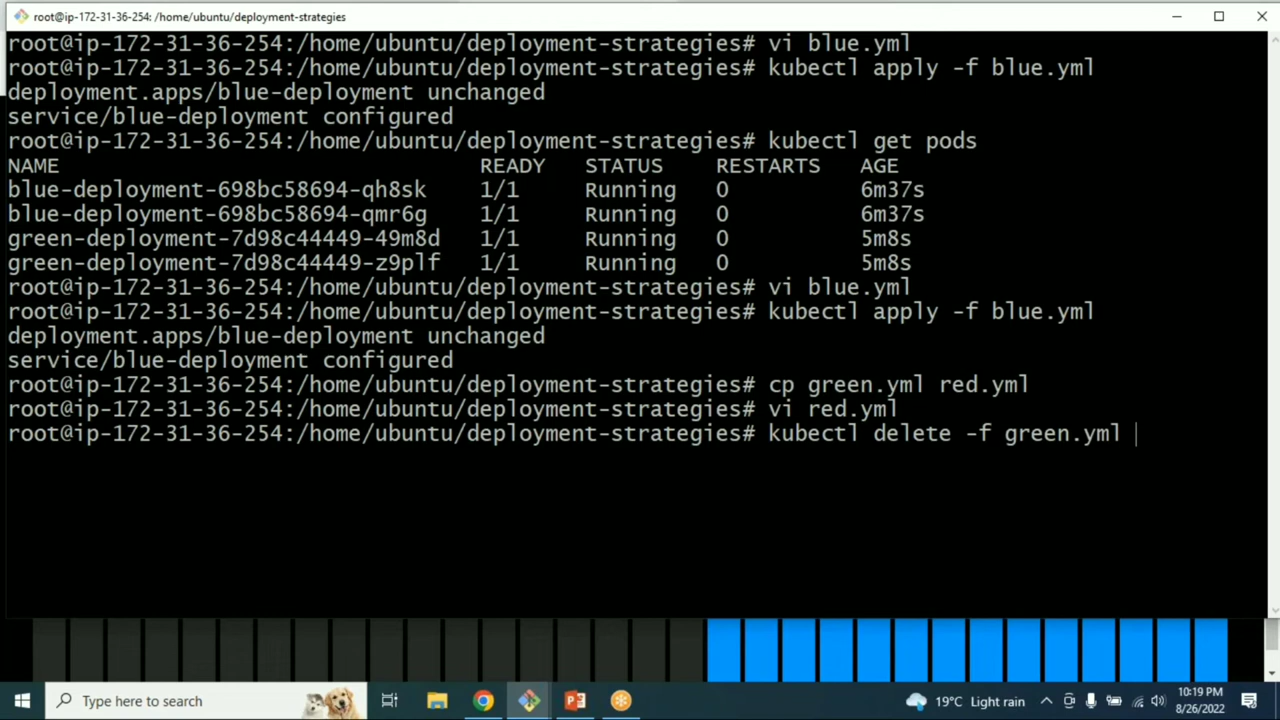 root@ip-172-31-36-254: /home/ubuntu/deployment-strategies
root@ip-172-31-36-254:/home/ubuntu/deployment-strategies# vi blue.yml
root@ip-172-31-36-254:/home/ubuntu/deployment-strategies# kubectl apply -f blue.yml
deployment.apps/blue-deployment unchanged
service/blue-deployment configured
root@ip-172-31-36-254:/home/ubuntu/deployment-strategies# kubectl get pods
NAME READY STATUS RESTARTS AGE
blue-deployment-698bc58694-qh8sk 1/1 Running 0 6m37s
blue-deployment-698bc58694-qmr6g 1/1 Running 0 6m37s
green-deployment-7d98c44449-49m8d 1/1 Running 0 5m8s
green-deployment-7d98c44449-z9plf 1/1 Running 0 5m8s
root@ip-172-31-36-254:/home/ubuntu/deployment-strategies# vi blue.yml
root@ip-172-31-36-254:/home/ubuntu/deployment-strategies# kubectl apply -f blue.yml
deployment.apps/blue-deployment unchanged
service/blue-deployment configured
root@ip-172-31-36-254:/home/ubuntu/deployment-strategies# cp green.yml red.yml
root@ip-172-31-36-254:/home/ubuntu/deployment-strategies# vi red.yml
root@ip-172-31-36-254:/home/ubuntu/deployment-strategies# kubectl delete -f green.yml
Type here to search
19°C Light rain
10:19 PM
8/26/2022